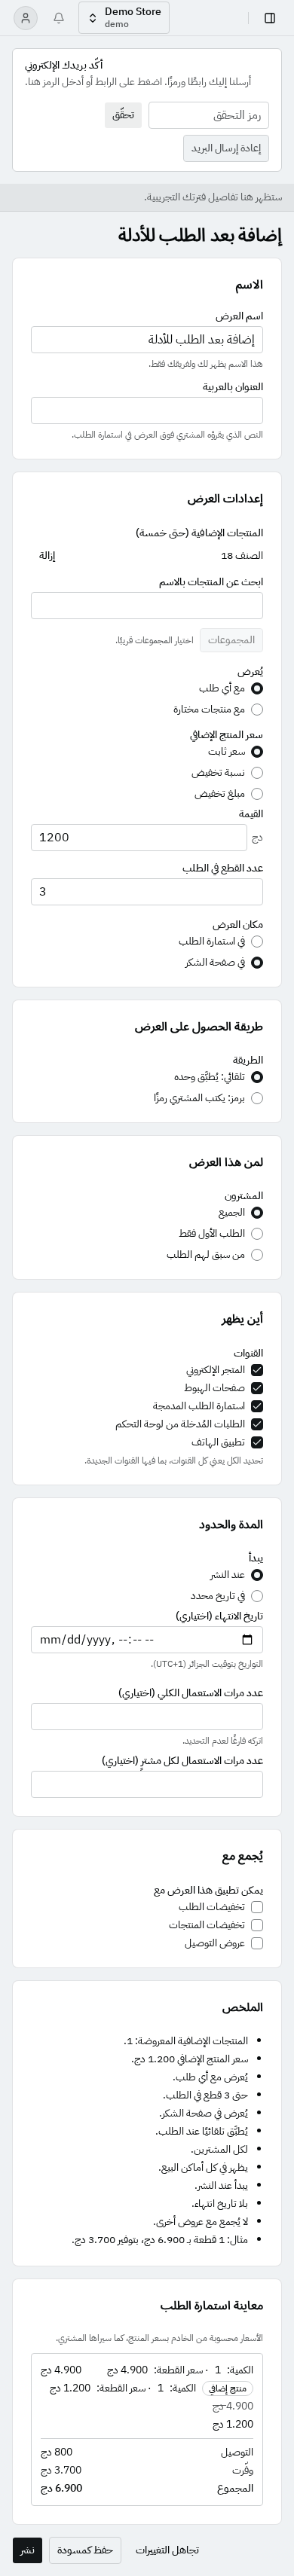 Demo Store
demo
أكّد بريدك الإلكتروني
أرسلنا إليك رابطًا ورمزًا. اضغط على الرابط أو أدخل الرمز هنا.
رمز التحقق
تحقّق
إعادة إرسال البريد
ستظهر هنا تفاصيل فترتك التجريبية.
إضافة بعد الطلب للأدلة
الاسم
اسم العرض
إضافة بعد الطلب للأدلة
هذا الاسم يظهر لك ولفريقك فقط.
العنوان بالعربية
النص الذي يقرؤه المشتري فوق العرض في استمارة الطلب.
إعدادات العرض
المنتجات الإضافية (حتى خمسة)
الصنف 18
إزالة
ابحث عن المنتجات بالاسم
المجموعات
اختيار المجموعات قريبًا.
يُعرض
مع أي طلب
مع منتجات مختارة
سعر المنتج الإضافي
سعر ثابت
نسبة تخفيض
مبلغ تخفيض
القيمة
دج
1200
عدد القطع في الطلب
3
مكان العرض
في استمارة الطلب
في صفحة الشكر
طريقة الحصول على العرض
الطريقة
تلقائي: يُطبَّق وحده
برمز: يكتب المشتري رمزًا
لمن هذا العرض
المشترون
الجميع
الطلب الأول فقط
من سبق لهم الطلب
أين يظهر
القنوات
المتجر الإلكتروني
صفحات الهبوط
استمارة الطلب المدمجة
الطلبات المُدخلة من لوحة التحكم
تطبيق الهاتف
تحديد الكل يعني كل القنوات، بما فيها القنوات الجديدة.
المدة والحدود
يبدأ
عند النشر
في تاريخ محدد
تاريخ الانتهاء (اختياري)
mm/dd/yyyy, --:-- --
التواريخ بتوقيت الجزائر (UTC+1).
عدد مرات الاستعمال الكلي (اختياري)
اتركه فارغًا لعدم التحديد.
عدد مرات الاستعمال لكل مشترٍ (اختياري)
يُجمع مع
يمكن تطبيق هذا العرض مع
تخفيضات الطلب
تخفيضات المنتجات
عروض التوصيل
الملخص
المنتجات الإضافية المعروضة: 1.
سعر المنتج الإضافي 1.200 دج.
يُعرض مع أي طلب.
حتى 3 قطع في الطلب.
يُعرض في صفحة الشكر.
يُطبَّق تلقائيًا عند الطلب.
لكل المشترين.
يظهر في كل أماكن البيع.
يبدأ عند النشر.
بلا تاريخ انتهاء.
لا يُجمع مع عروض أخرى.
مثال: 1 قطعة بـ 6.900 دج، بتوفير 3.700 دج.
معاينة استمارة الطلب
الأسعار محسوبة من الخادم بسعر المنتج، كما سيراها المشتري.
الكمية: 1 · سعر القطعة: 4.900 دج
4.900 دج
منتج إضافي
الكمية: 1 · سعر القطعة: 1.200 دج
4.900 دج
1.200 دج
التوصيل
800 دج
وفّرت
3.700 دج
المجموع
6.900 دج
تجاهل التغييرات
حفظ كمسودة
نشر